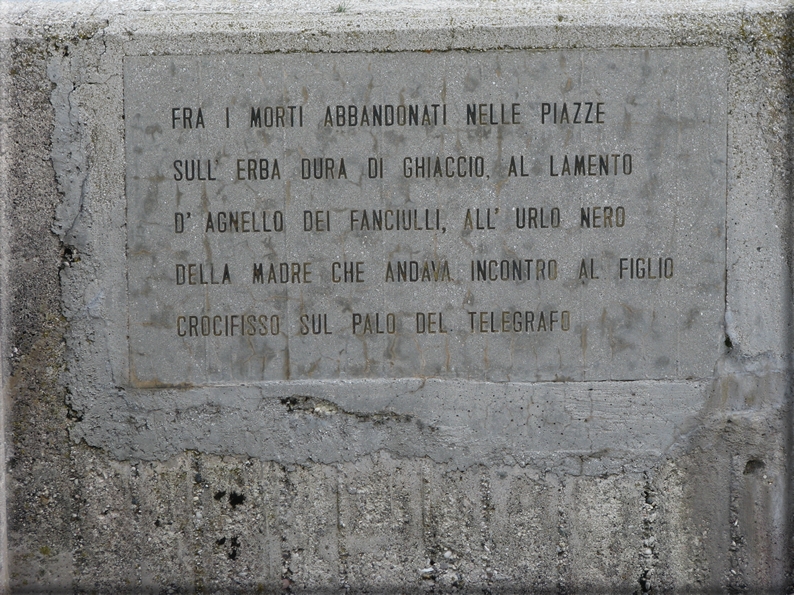 FRA I MORTI ABBANDONATI NELLE PIAZZE
SULL' ERBA DURA DI GHIACCIO, AL LAMENTO
D' AGNELLO DEI FANCIULLI, ALL' URLO NERO
DELLA MADRE CHE ANDAVA INCONTRO AL FIGLIO
CROCIFISSO SUL PALO DEL TELEGRAFO